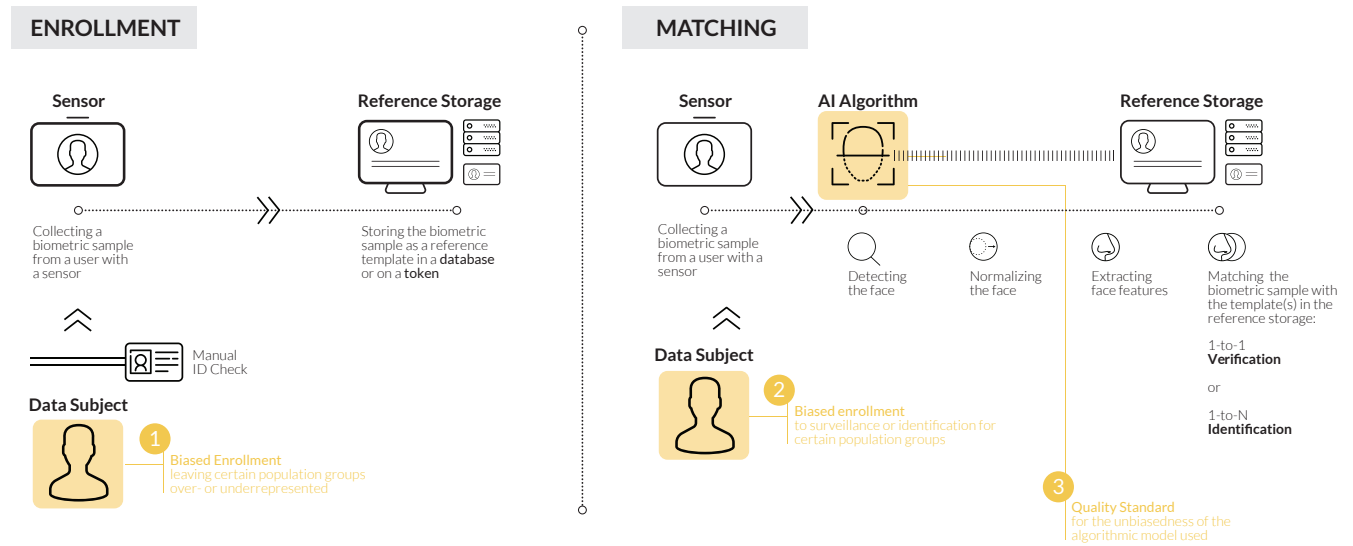 ENROLLMENT
Sensor
Reference Storage
Collecting a
biometric sample
from a user with
a sensor
Storing the biometric
sample as a reference
template in a database
or on a token
Manual
ID Check
Data Subject
1
Biased Enrollment
leaving certain population groups
over- or underrepresented
MATCHING
Sensor
AI Algorithm
Reference Storage
Collecting a
biometric sample
from a user with a
sensor
Detecting
the face
Normalizing
the face
Extracting
face features
Matching the
biometric sample with
the template(s) in the
reference storage:
1-to-1
Verification
or
1-to-N
Identification
Data Subject
2
Biased enrollment
to surveillance or identification for
certain population groups
3
Quality Standard
for the unbiasedness of the
algorithmic model used